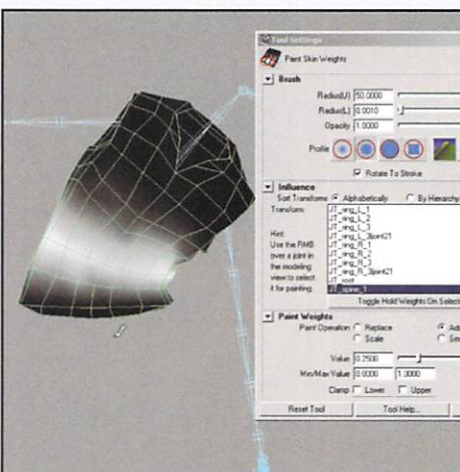 Tool Settings
Paint Skin Weights
Brush
Radius(U) 50.0000
Radius(L) 0.0010
Opacity 1.0000
Profile
Rotate To Stroke
Influence
Sort Transforms Alphabetically By Hierarchy
Transform:
JT_ring_L_1
JT_ring_L_2
JT_ring_L_3
JT_ring_L_3joint21
JT_ring_R_1
JT_ring_R_2
JT_ring_R_3
JT_ring_R_3joint21
JT_root
JT_spine_1
Hint:
Use the RMB
over a joint in
the modeling
view to select
it for painting.
Toggle Hold Weights On Select
Paint Weights
Paint Operation Replace Add
Scale
Value 0.2500
Min/Max Value 0.0000 1.0000
Clamp Lower Upper
Reset Tool Tool Help...